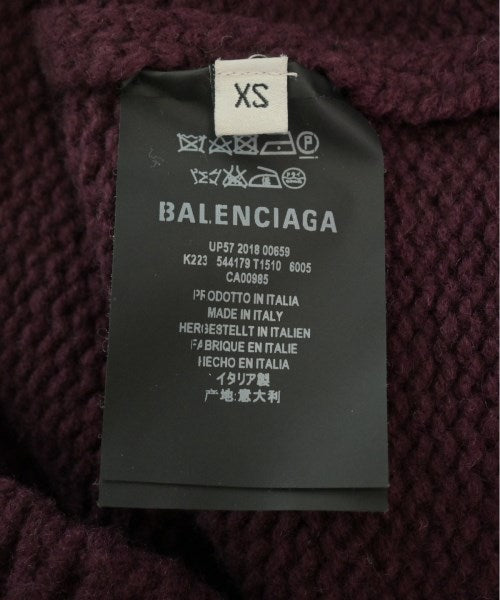 XS
P
BALENCIAGA
UP57 2018 00659
K223 544179 T1510 6005
CA00985
PRODOTTO IN ITALIA
MADE IN ITALY
HERGESTELLT IN ITALIEN
FABRIQUE EN ITALIE
HECHO EN ITALIA
イタリア製
产地:意大利